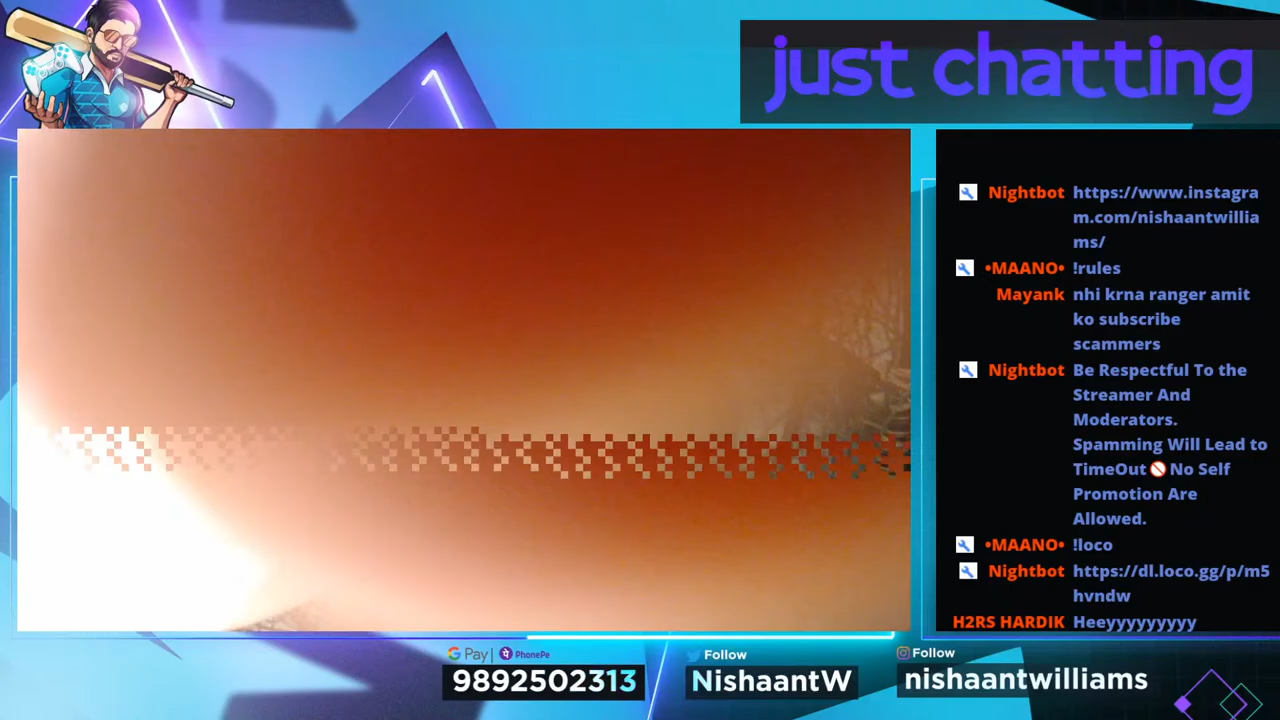 just chatting
Nightbot https://www.instagra
m.com/nishaantwillia
ms/
•MAANO• !rules
Mayank nhi krna ranger amit
ko subscribe
scammers
Nightbot Be Respectful To the
Streamer And
Moderators.
Spamming Will Lead to
TimeOut🚫 No Self
Promotion Are
Allowed.
•MAANO• !loco
Nightbot https://dl.loco.gg/p/m5
hvndw
H2RS HARDIK Heeyyyyyyyyy
G Pay | PhonePe
9892502313
Follow
NishaantW
Follow
nishaantwilliams